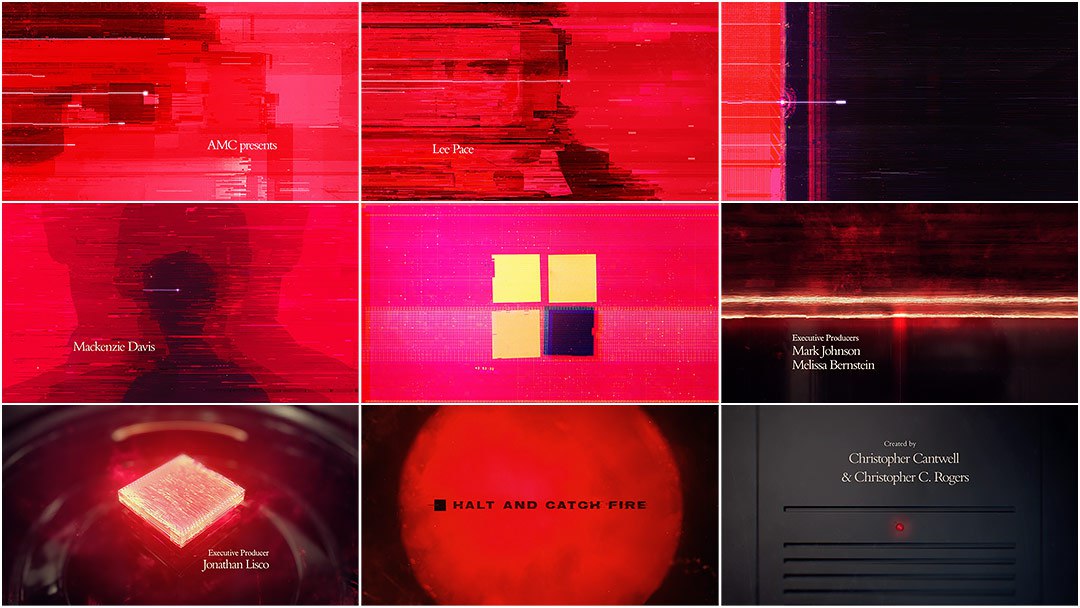 AMC presents
Lee Pace
Mackenzie Davis
Executive Producers
Mark Johnson
Melissa Bernstein
Executive Producer
Jonathan Lisco
HALT AND CATCH FIRE
Created by
Christopher Cantwell
& Christopher C. Rogers